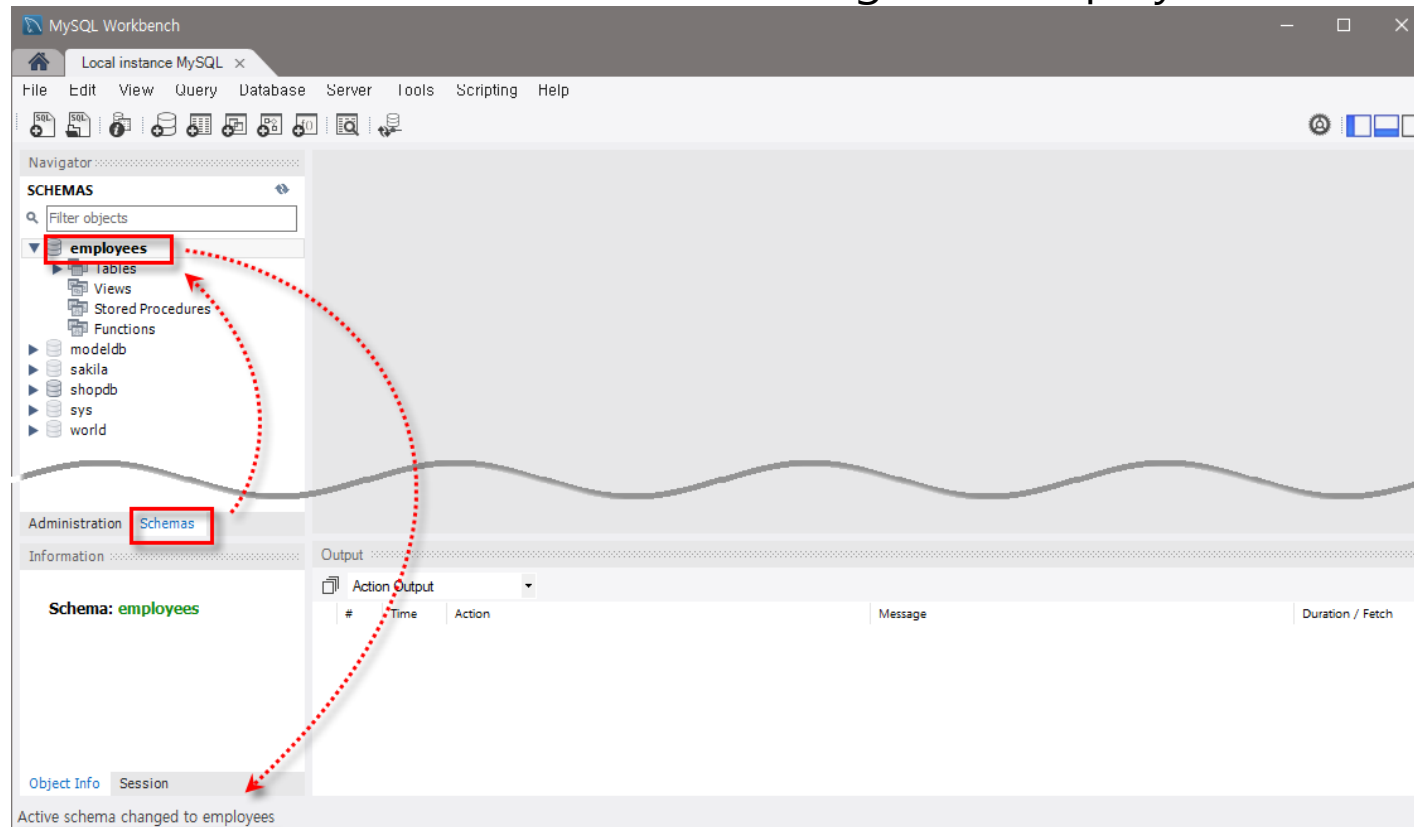 MySQL Workbench
Local instance MySQL
File Edit View Query Database Server Tools Scripting Help
Navigator
SCHEMAS
Filter objects
employees
Tables
Views
Stored Procedures
Functions
modeldb
sakila
shopdb
sys
world
Administration Schemas
Information
Schema: employees
Object Info Session
Output
Action Output
# Time Action Message Duration / Fetch
Active schema changed to employees